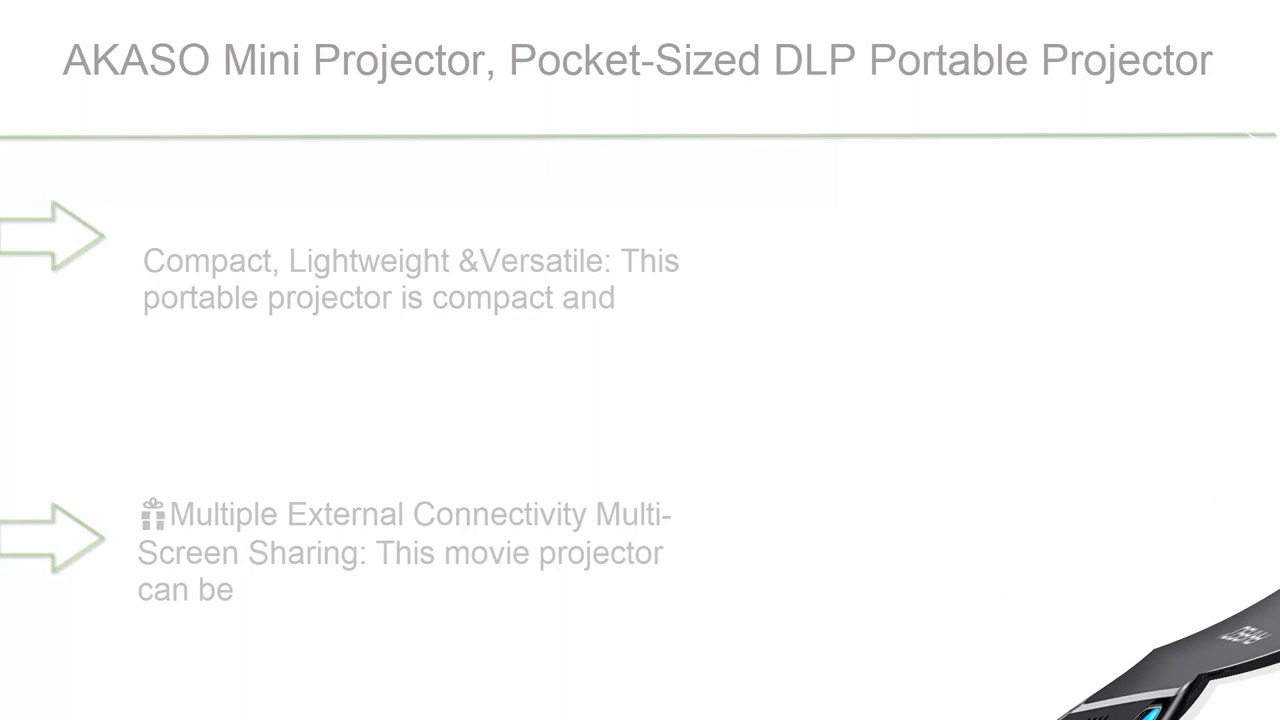 AKASO Mini Projector, Pocket-Sized DLP Portable Projector
Compact, Lightweight &Versatile: This
portable projector is compact and
🎁Multiple External Connectivity Multi-
Screen Sharing: This movie projector
can be
AKASO